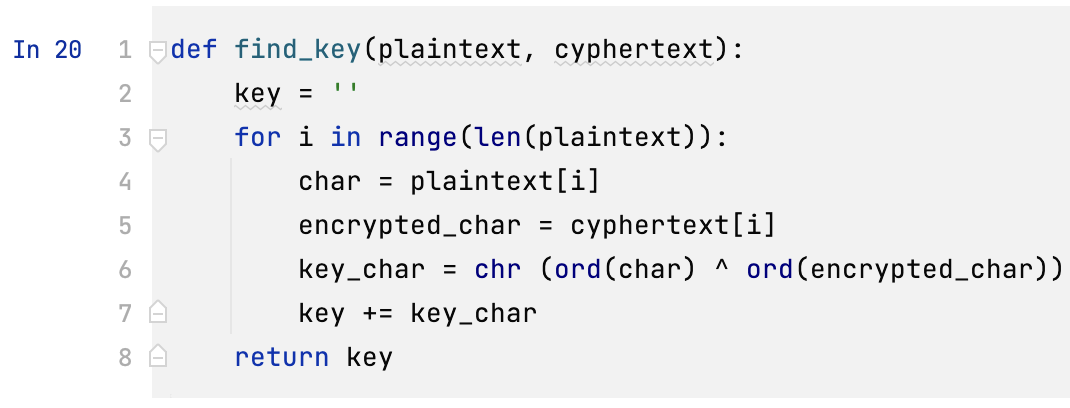 In 20 1 def find_key(plaintext, cyphertext):
2     key = ''
3     for i in range(len(plaintext)):
4         char = plaintext[i]
5         encrypted_char = cyphertext[i]
6         key_char = chr (ord(char) ^ ord(encrypted_char))
7         key += key_char
8     return key